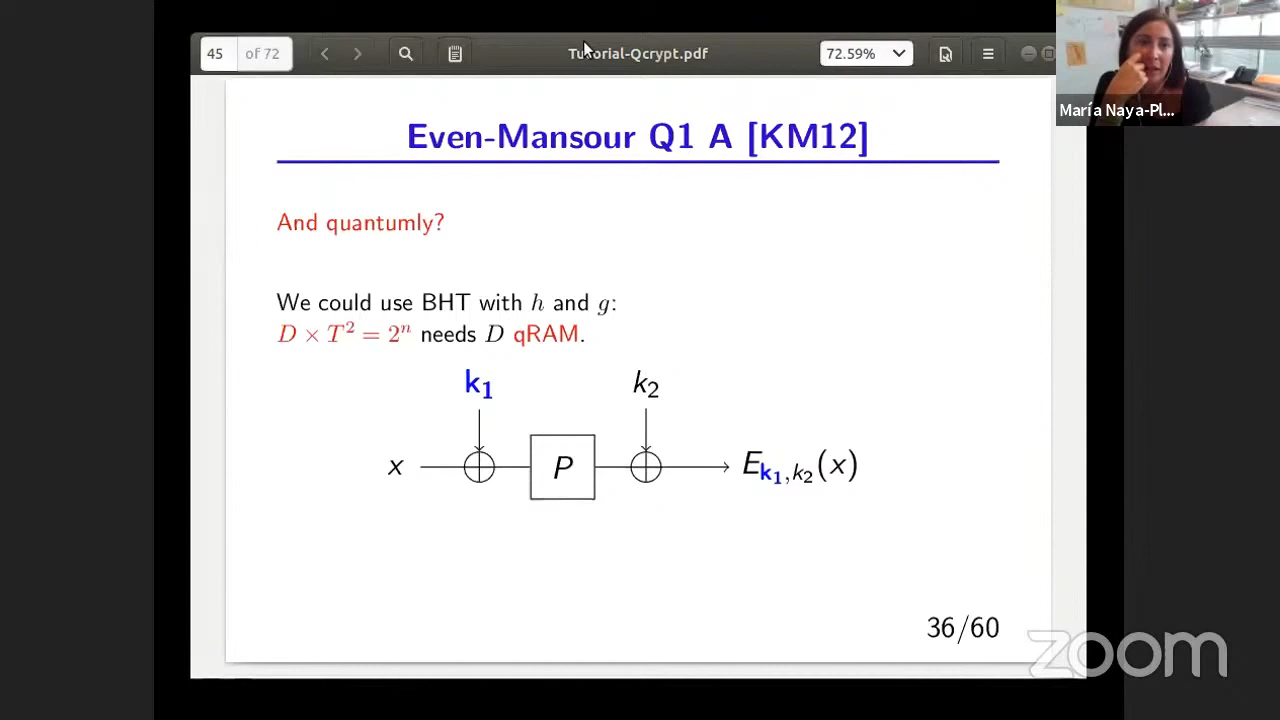 45 of 72
Tutorial-Qcrypt.pdf
72.59%
María Naya-Pl...
Even-Mansour Q1 A [KM12]
And quantumly?
We could use BHT with h and g:
D × T² = 2ⁿ needs D qRAM.
k₁
k₂
x
P
E_{k₁,k₂}(x)
36/60
zoom